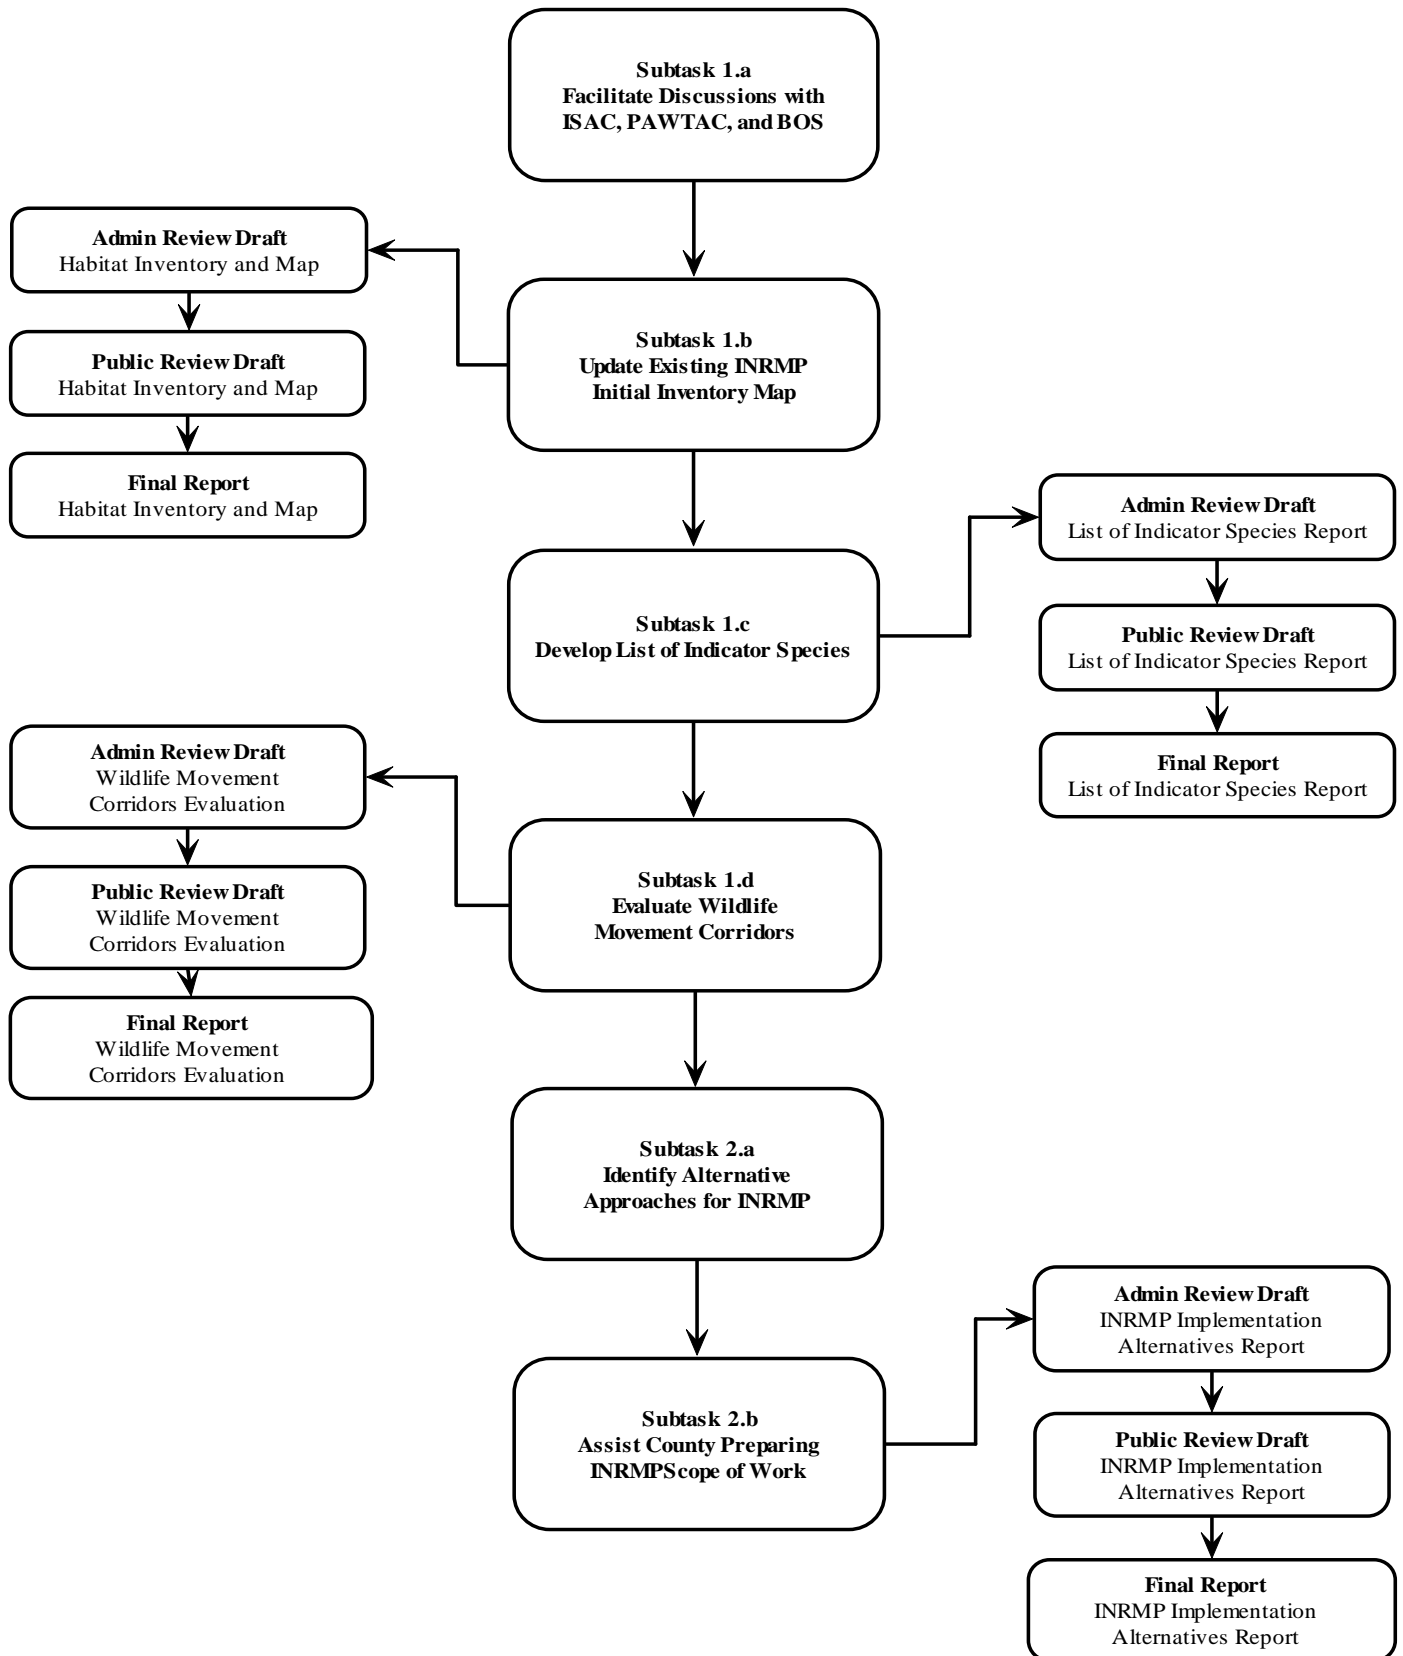 Subtask 1.a
Facilitate Discussions with
ISAC, PAWTAC, and BOS
Admin Review Draft
Habitat Inventory and Map
Public Review Draft
Habitat Inventory and Map
Final Report
Habitat Inventory and Map
Subtask 1.b
Update Existing INRMP
Initial Inventory Map
Admin Review Draft
List of Indicator Species Report
Public Review Draft
List of Indicator Species Report
Final Report
List of Indicator Species Report
Subtask 1.c
Develop List of Indicator Species
Admin Review Draft
Wildlife Movement
Corridors Evaluation
Public Review Draft
Wildlife Movement
Corridors Evaluation
Final Report
Wildlife Movement
Corridors Evaluation
Subtask 1.d
Evaluate Wildlife
Movement Corridors
Subtask 2.a
Identify Alternative
Approaches for INRMP
Subtask 2.b
Assist County Preparing
INRMPScope of Work
Admin Review Draft
INRMP Implementation
Alternatives Report
Public Review Draft
INRMP Implementation
Alternatives Report
Final Report
INRMP Implementation
Alternatives Report